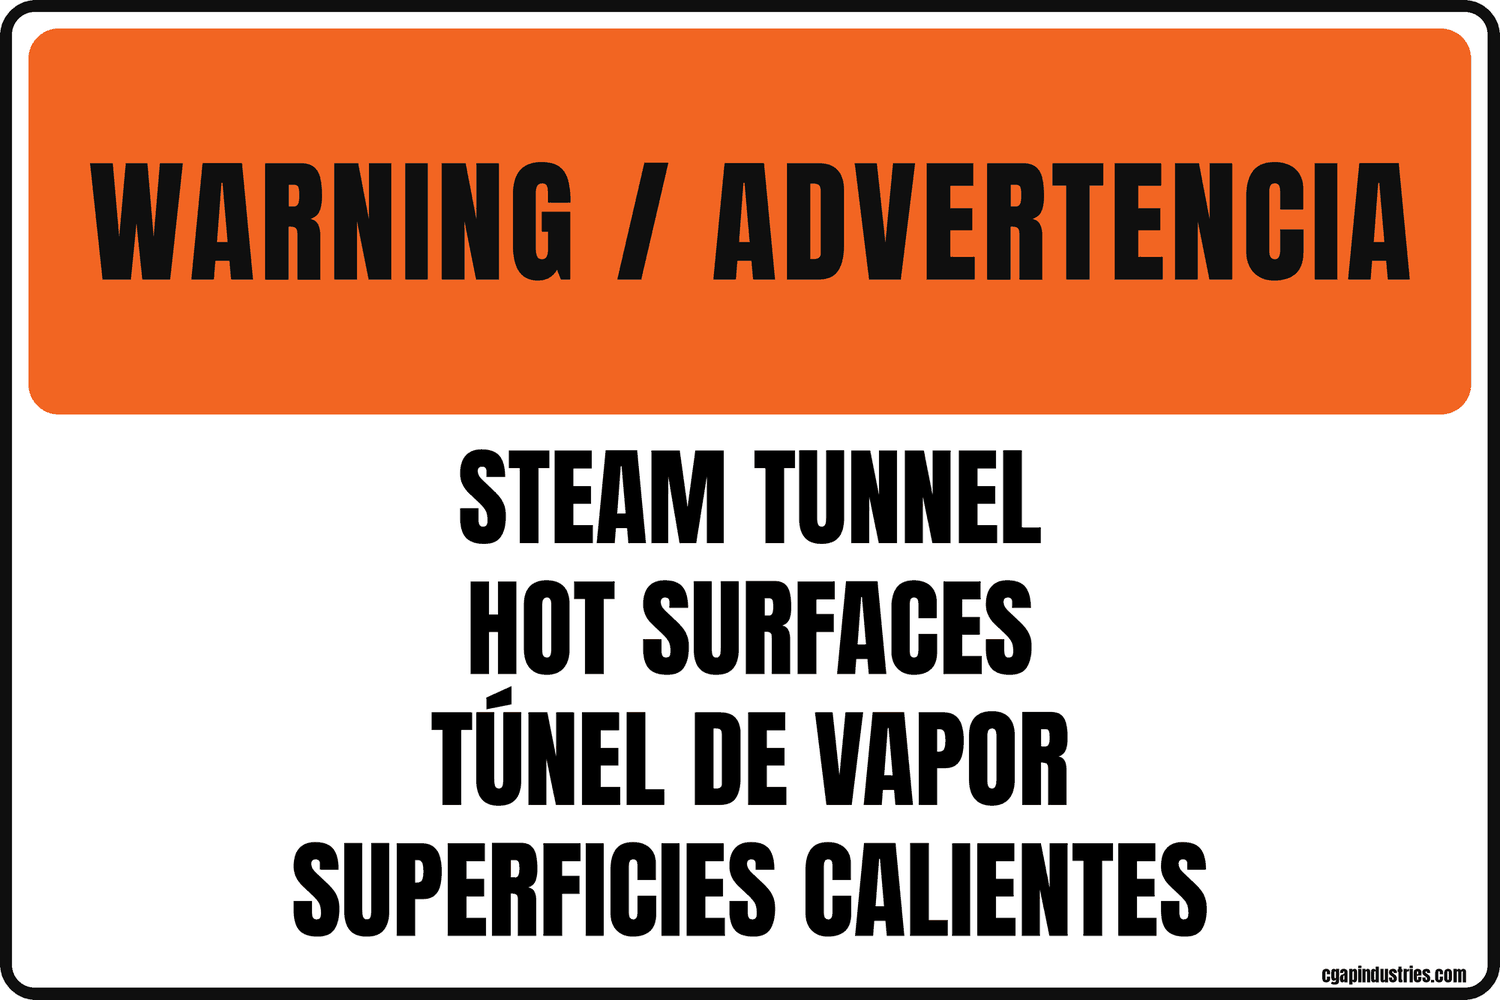 WARNING / ADVERTENCIA
STEAM TUNNEL
HOT SURFACES
TÚNEL DE VAPOR
SUPERFICIES CALIENTES
cgapindustries.com